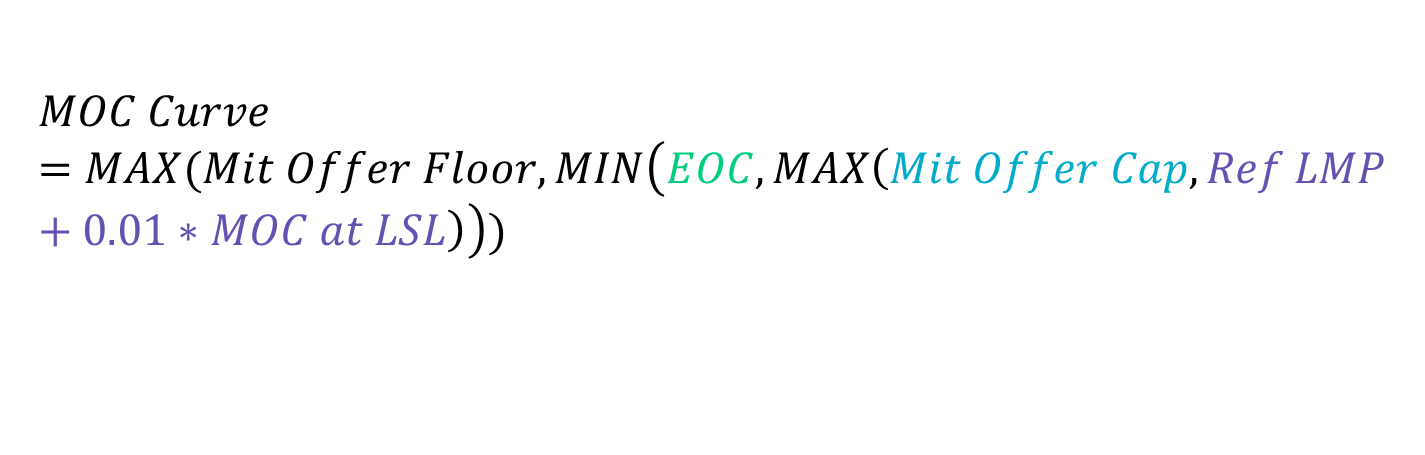 MOC Curve
= MAX(Mit Offer Floor, MIN(EOC, MAX(Mit Offer Cap, Ref LMP
+ 0.01 ∗ MOC at LSL)))